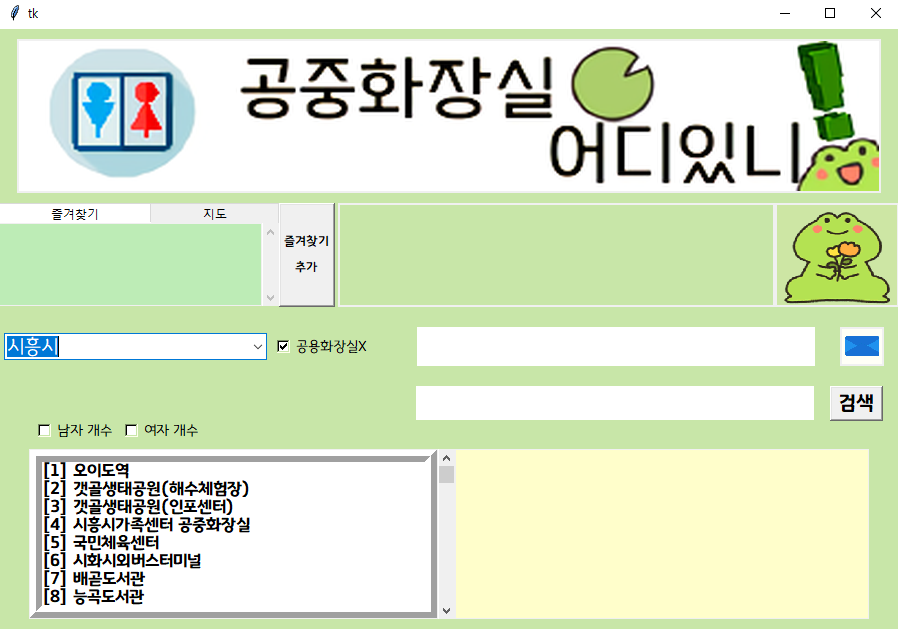 tk
공중화장실
어디있니!
즐겨찾기 지도
즐겨찾기
추가
시흥시
공용화장실X
검색
남자 개수 여자 개수
[1] 오이도역
[2] 갯골생태공원(해수체험장)
[3] 갯골생태공원(인포센터)
[4] 시흥시가족센터 공중화장실
[5] 국민체육센터
[6] 시화시외버스터미널
[7] 배곧도서관
[8] 능곡도서관